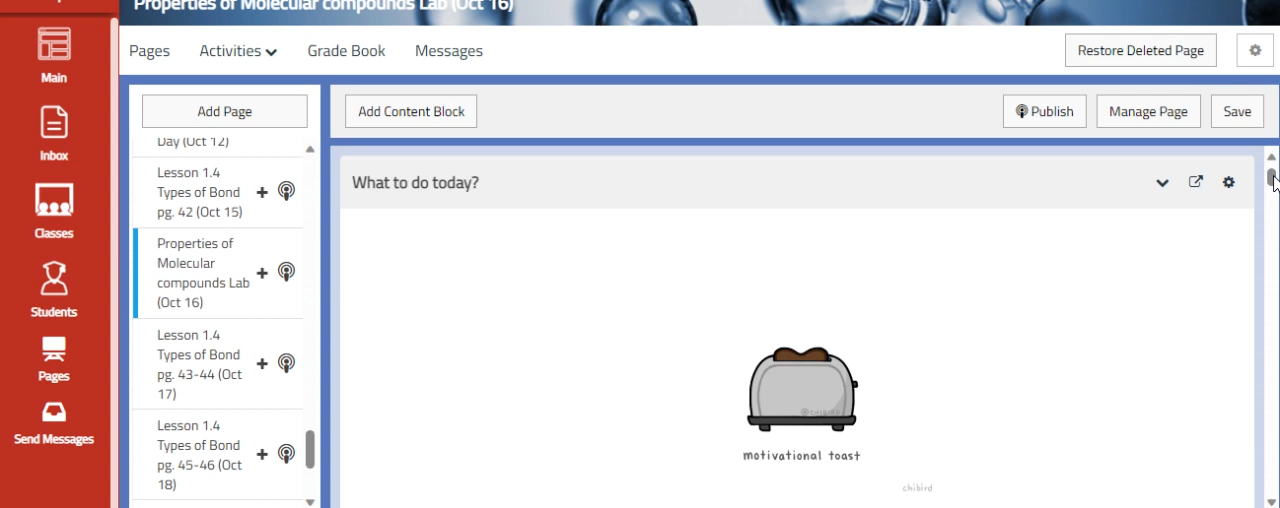 Properties of Molecular compounds Lab (Oct 16)
Main
Inbox
Classes
Students
Pages
Send Messages
Pages
Activities
Grade Book
Messages
Restore Deleted Page
Add Page
Day (Oct 12)
Lesson 1.4
Types of Bond
pg. 42 (Oct 15)
Properties of
Molecular
compounds Lab
(Oct 16)
Lesson 1.4
Types of Bond
pg. 43-44 (Oct
17)
Lesson 1.4
Types of Bond
pg. 45-46 (Oct
18)
Add Content Block
Publish
Manage Page
Save
What to do today?
motivational toast
chibird